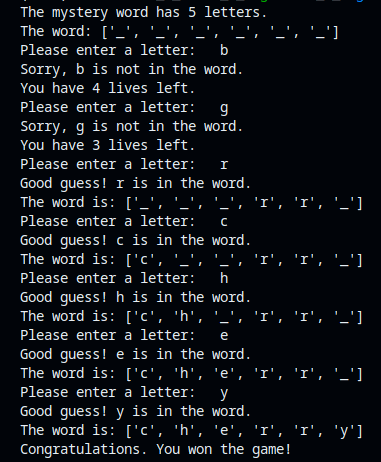 The mystery word has 5 letters.
The word: ['_', '_', '_', '_', '_', '_']
Please enter a letter:   b
Sorry, b is not in the word.
You have 4 lives left.
Please enter a letter:   g
Sorry, g is not in the word.
You have 3 lives left.
Please enter a letter:   r
Good guess! r is in the word.
The word is: ['_', '_', '_', 'r', 'r', '_']
Please enter a letter:   c
Good guess! c is in the word.
The word is: ['c', '_', '_', 'r', 'r', '_']
Please enter a letter:   h
Good guess! h is in the word.
The word is: ['c', 'h', '_', 'r', 'r', '_']
Please enter a letter:   e
Good guess! e is in the word.
The word is: ['c', 'h', 'e', 'r', 'r', '_']
Please enter a letter:   y
Good guess! y is in the word.
The word is: ['c', 'h', 'e', 'r', 'r', 'y']
Congratulations. You won the game!